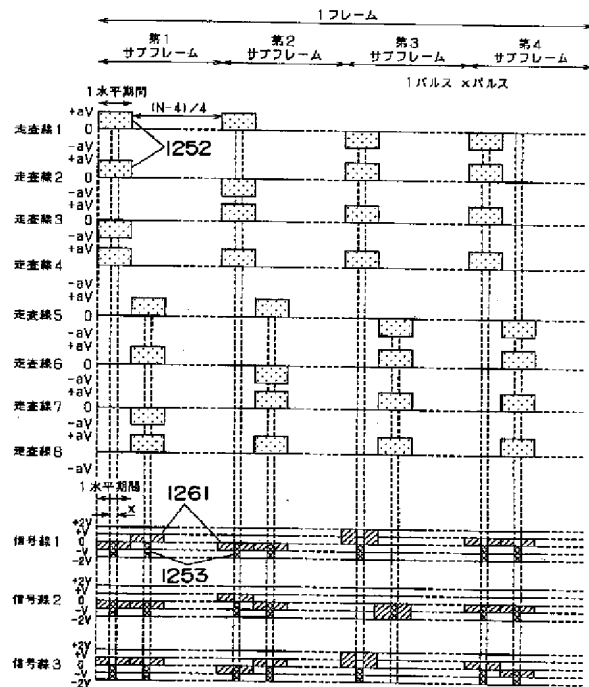 1フレーム
第1 第2 第3 第4
サブフレーム サブフレーム サブフレーム サブフレーム
1パルス xパルス
1水平期間
(N-4)/4
+aV
走査線1 0
1252
-aV
+aV
走査線2 0
-aV
+aV
走査線3 0
-aV
+aV
走査線4 0
-aV
+aV
走査線5 0
-aV
+aV
走査線6 0
-aV
+aV
走査線7 0
-aV
+aV
走査線8 0
-aV
1水平期間
x
1261
+2V
+V
信号線1 0
-V
-2V
1253
+2V
+V
信号線2 0
-V
-2V
+2V
+V
信号線3 0
-V
-2V